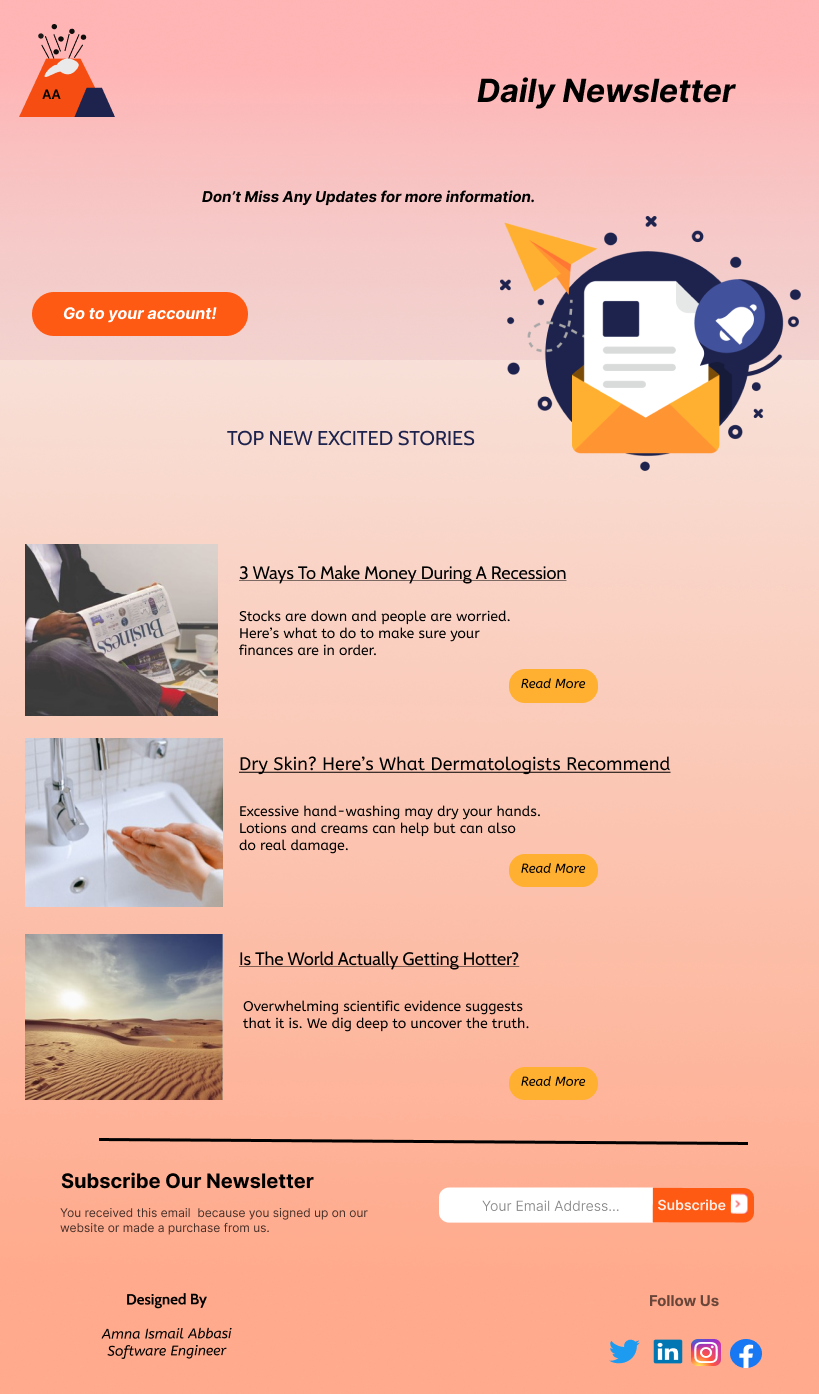 AA
Daily Newsletter
Don’t Miss Any Updates for more information.
Go to your account!
TOP NEW EXCITED STORIES
Business
3 Ways To Make Money During A Recession
Stocks are down and people are worried.
Here’s what to do to make sure your
finances are in order.
Read More
Dry Skin? Here’s What Dermatologists Recommend
Excessive hand-washing may dry your hands.
Lotions and creams can help but can also
do real damage.
Read More
Is The World Actually Getting Hotter?
Overwhelming scientific evidence suggests
that it is. We dig deep to uncover the truth.
Read More
Subscribe Our Newsletter
You received this email  because you signed up on our
website or made a purchase from us.
Your Email Address...
Subscribe
Designed By
Amna Ismail Abbasi
Software Engineer
Follow Us
in